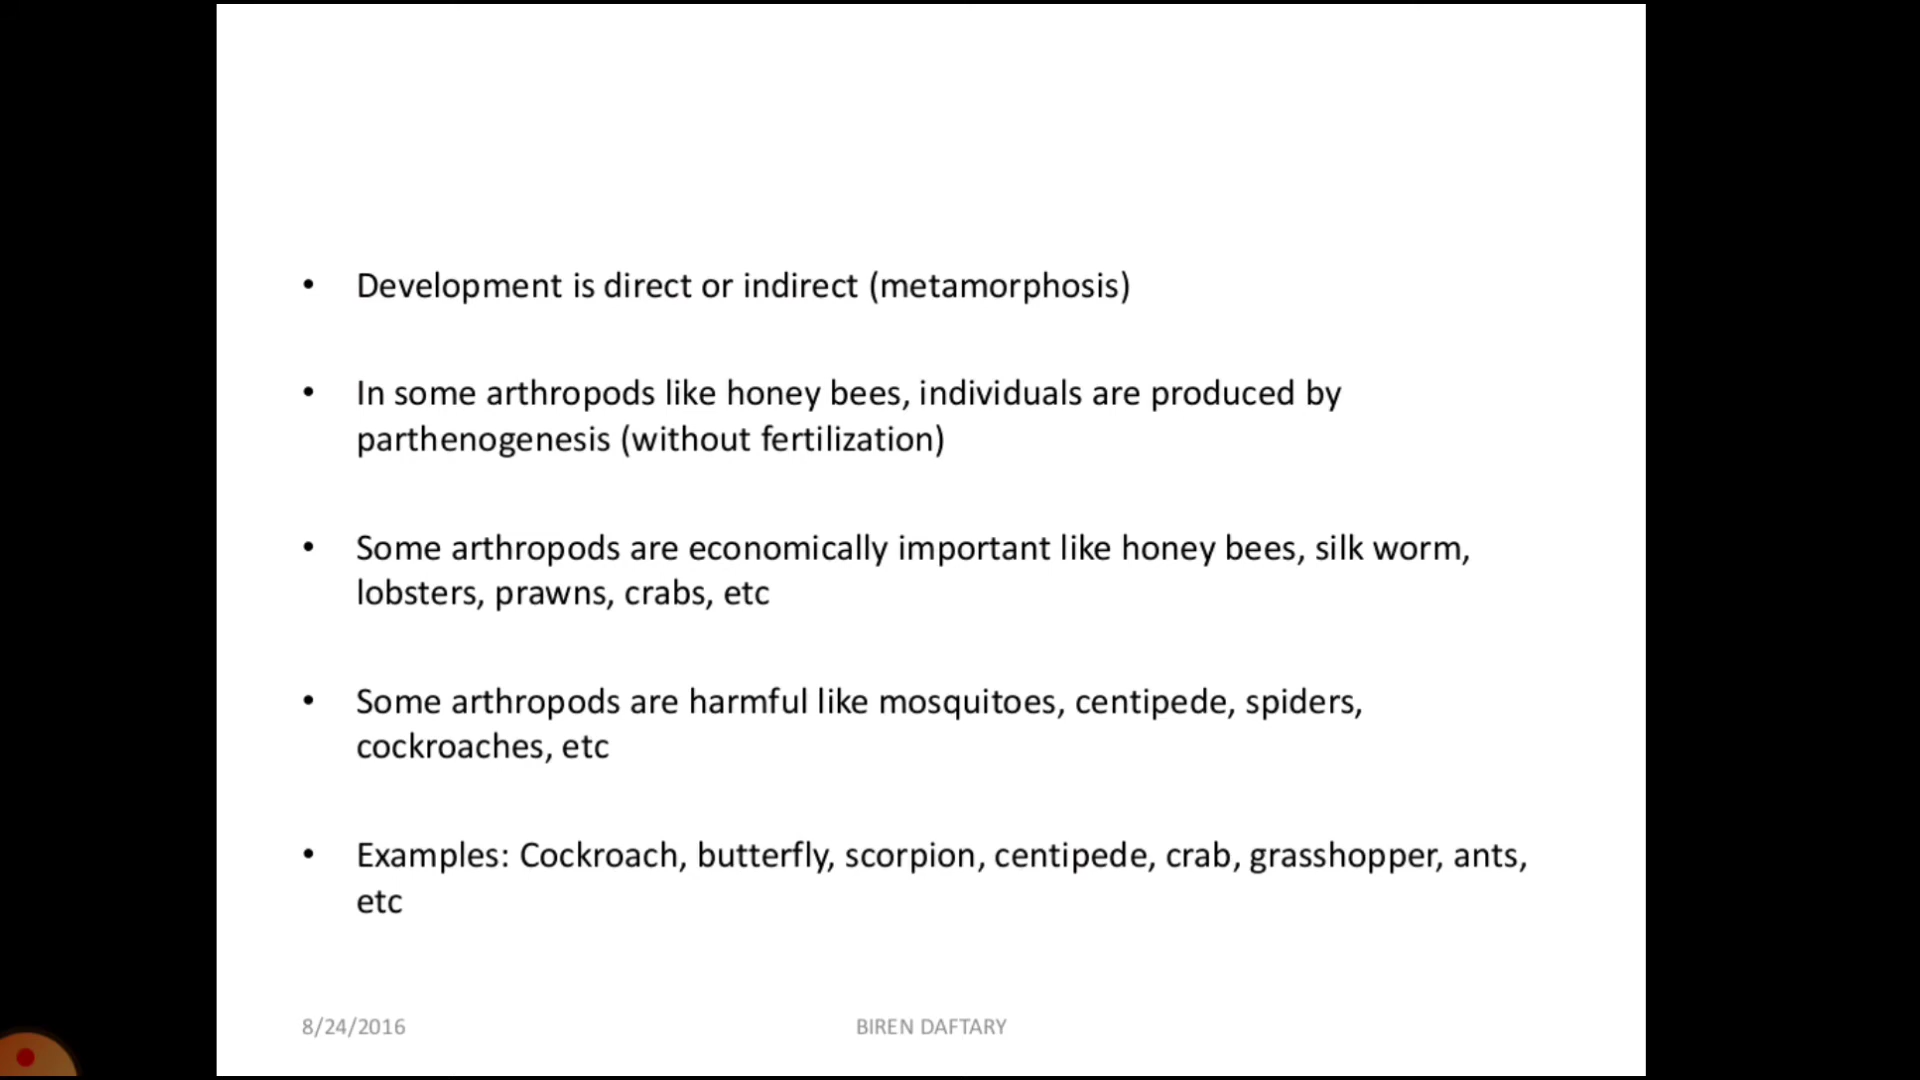 • Development is direct or indirect (metamorphosis)
• In some arthropods like honey bees, individuals are produced by
parthenogenesis (without fertilization)
• Some arthropods are economically important like honey bees, silk worm,
lobsters, prawns, crabs, etc
• Some arthropods are harmful like mosquitoes, centipede, spiders,
cockroaches, etc
• Examples: Cockroach, butterfly, scorpion, centipede, crab, grasshopper, ants,
etc
8/24/2016
BIREN DAFTARY